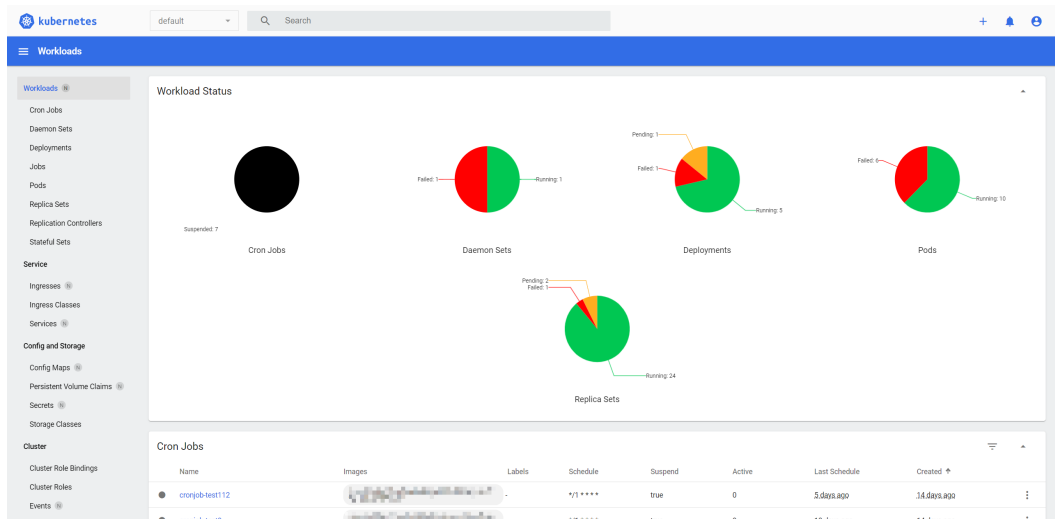 kubernetes
default
Search
Workloads
Workloads N
Cron Jobs
Daemon Sets
Deployments
Jobs
Pods
Replica Sets
Replication Controllers
Stateful Sets
Service
Ingresses N
Ingress Classes
Services N
Config and Storage
Config Maps N
Persistent Volume Claims N
Secrets N
Storage Classes
Cluster
Cluster Role Bindings
Cluster Roles
Events N
Workload Status
Suspended: 7
Cron Jobs
Failed: 1
Running: 1
Daemon Sets
Pending: 1
Failed: 1
Running: 5
Deployments
Failed: 6
Running: 10
Pods
Pending: 2
Failed: 1
Running: 24
Replica Sets
Cron Jobs
Name Images Labels Schedule Suspend Active Last Schedule Created
cronjob-test112 - */1 * * * * true 0 5 days ago 14 days ago